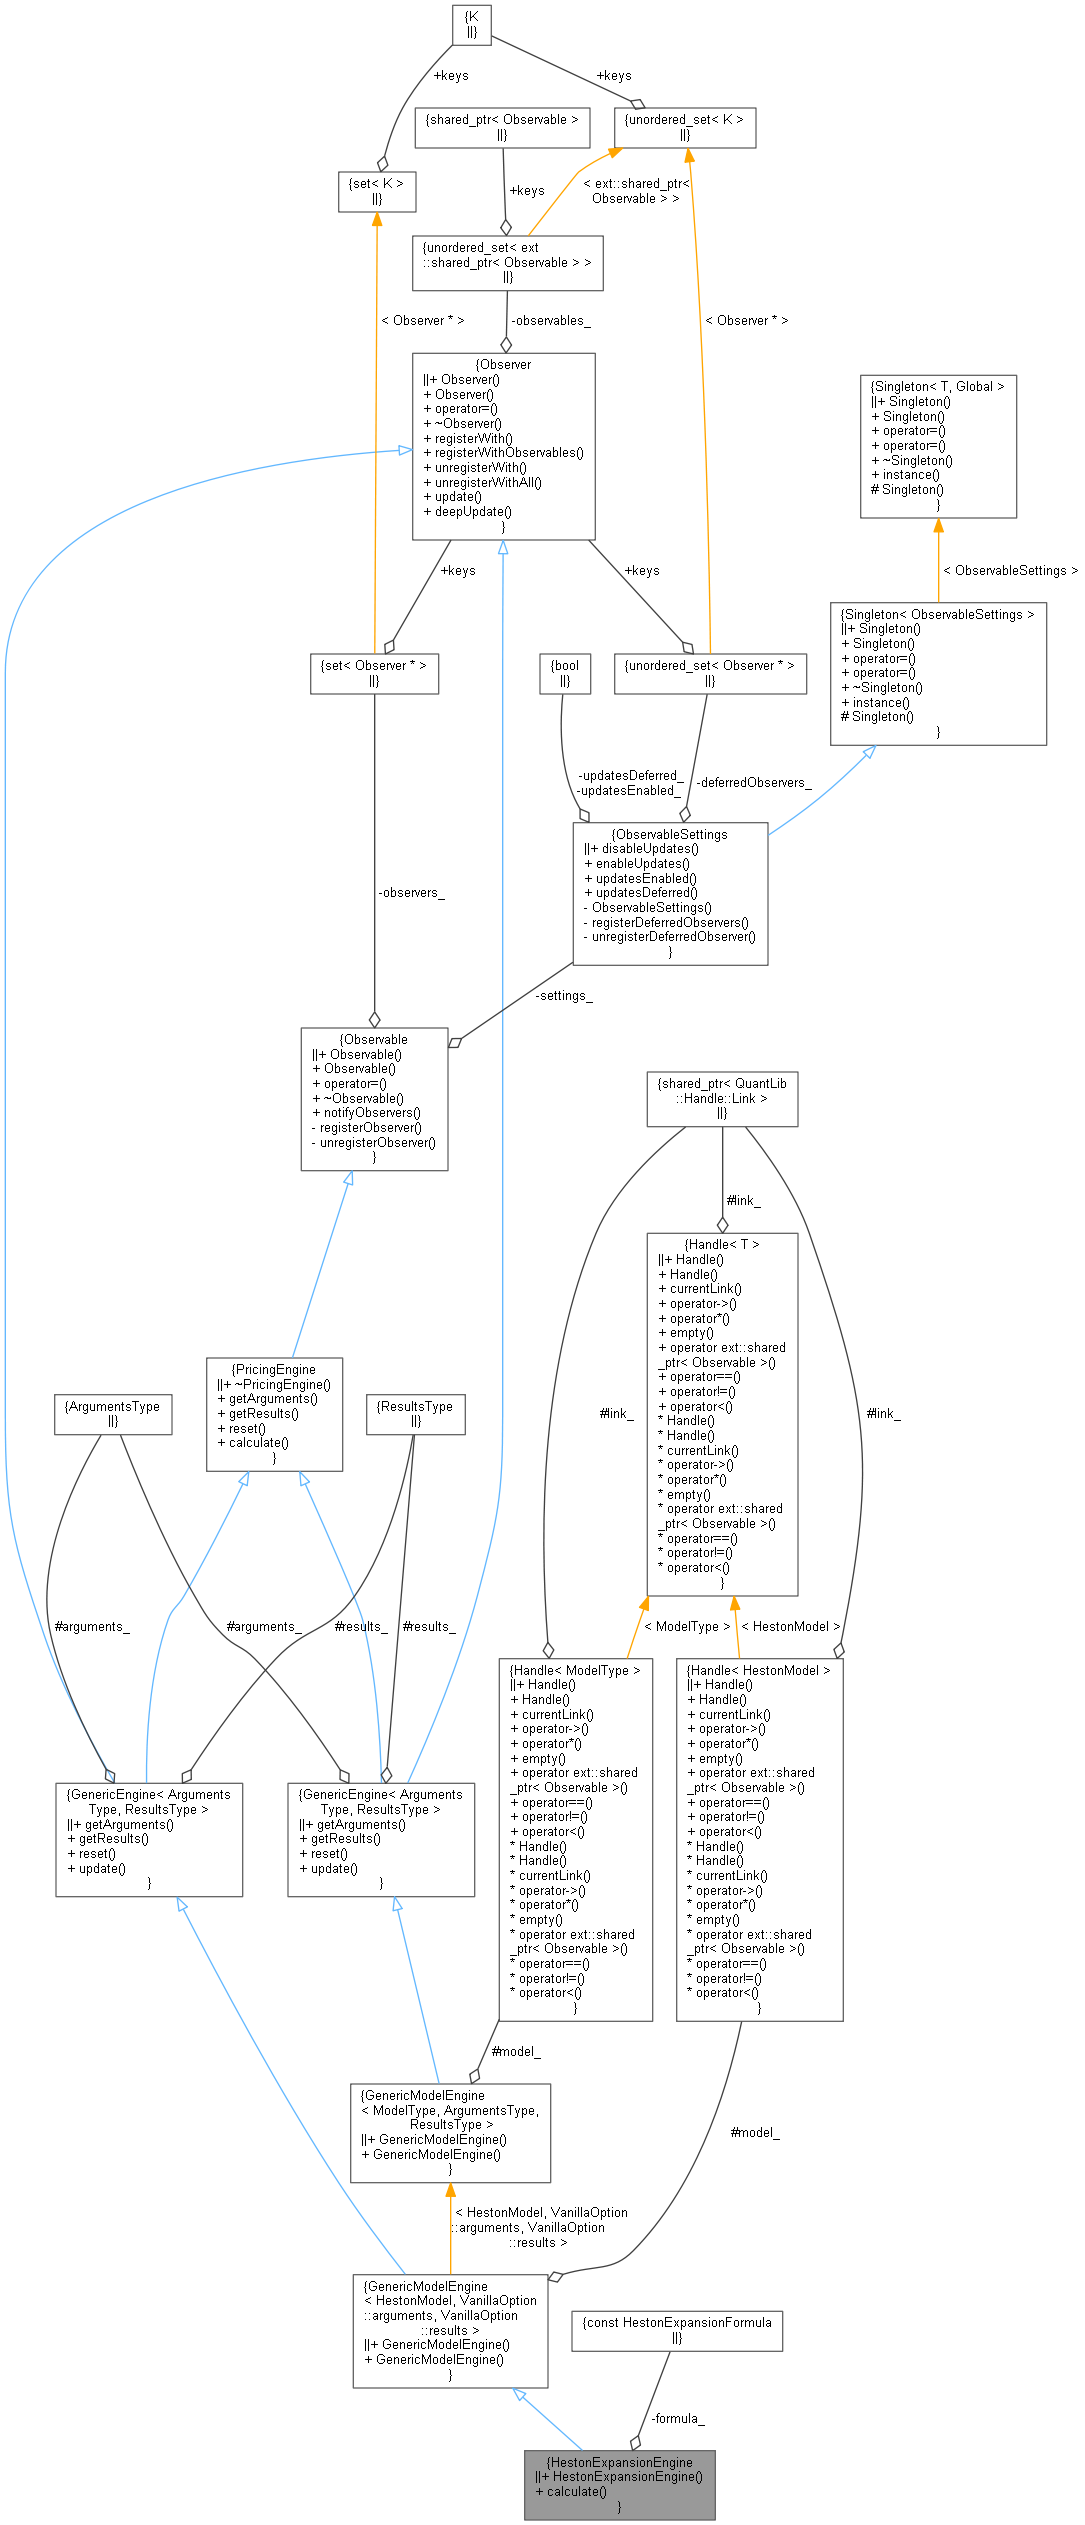 {K
||}
+keys
+keys
{shared_ptr< Observable >
||}
{unordered_set< K >
||}
{set< K >
||}
+keys
< ext::shared_ptr<
Observable > >
{unordered_set< ext
::shared_ptr< Observable > >
||}
< Observer * >
-observables_
< Observer * >
{Observer
||+ Observer()
+ Observer()
+ operator=()
+ ~Observer()
+ registerWith()
+ registerWithObservables()
+ unregisterWith()
+ unregisterWithAll()
+ update()
+ deepUpdate()
}
{Singleton< T, Global >
||+ Singleton()
+ Singleton()
+ operator=()
+ operator=()
+ ~Singleton()
+ instance()
# Singleton()
}
+keys
+keys
< ObservableSettings >
{set< Observer * >
||}
{bool
||}
{unordered_set< Observer * >
||}
{Singleton< ObservableSettings >
||+ Singleton()
+ Singleton()
+ operator=()
+ operator=()
+ ~Singleton()
+ instance()
# Singleton()
}
-updatesDeferred_
-updatesEnabled_
-deferredObservers_
{ObservableSettings
||+ disableUpdates()
+ enableUpdates()
+ updatesEnabled()
+ updatesDeferred()
- ObservableSettings()
- registerDeferredObservers()
- unregisterDeferredObserver()
}
-observers_
-settings_
{Observable
||+ Observable()
+ Observable()
+ operator=()
+ ~Observable()
+ notifyObservers()
- registerObserver()
- unregisterObserver()
}
{shared_ptr< QuantLib
::Handle::Link >
||}
#link_
{Handle< T >
||+ Handle()
+ Handle()
+ currentLink()
+ operator->()
+ operator*()
+ empty()
+ operator ext::shared
_ptr< Observable >()
+ operator==()
+ operator!=()
+ operator<()
* Handle()
* Handle()
* currentLink()
* operator->()
* operator*()
* empty()
* operator ext::shared
_ptr< Observable >()
* operator==()
* operator!=()
* operator<()
}
{PricingEngine
||+ ~PricingEngine()
+ getArguments()
+ getResults()
+ reset()
+ calculate()
}
{ArgumentsType
||}
{ResultsType
||}
#link_
#link_
#arguments_
#arguments_
#results_
#results_
< ModelType >
< HestonModel >
{Handle< ModelType >
||+ Handle()
+ Handle()
+ currentLink()
+ operator->()
+ operator*()
+ empty()
+ operator ext::shared
_ptr< Observable >()
+ operator==()
+ operator!=()
+ operator<()
* Handle()
* Handle()
* currentLink()
* operator->()
* operator*()
* empty()
* operator ext::shared
_ptr< Observable >()
* operator==()
* operator!=()
* operator<()
}
{Handle< HestonModel >
||+ Handle()
+ Handle()
+ currentLink()
+ operator->()
+ operator*()
+ empty()
+ operator ext::shared
_ptr< Observable >()
+ operator==()
+ operator!=()
+ operator<()
* Handle()
* Handle()
* currentLink()
* operator->()
* operator*()
* empty()
* operator ext::shared
_ptr< Observable >()
* operator==()
* operator!=()
* operator<()
}
{GenericEngine< Arguments
Type, ResultsType >
||+ getArguments()
+ getResults()
+ reset()
+ update()
}
{GenericEngine< Arguments
Type, ResultsType >
||+ getArguments()
+ getResults()
+ reset()
+ update()
}
#model_
{GenericModelEngine
< ModelType, ArgumentsType,
ResultsType >
||+ GenericModelEngine()
+ GenericModelEngine()
}
#model_
< HestonModel, VanillaOption
::arguments, VanillaOption
::results >
{GenericModelEngine
< HestonModel, VanillaOption
::arguments, VanillaOption
::results >
||+ GenericModelEngine()
+ GenericModelEngine()
}
{const HestonExpansionFormula
||}
-formula_
{HestonExpansionEngine
||+ HestonExpansionEngine()
+ calculate()
}